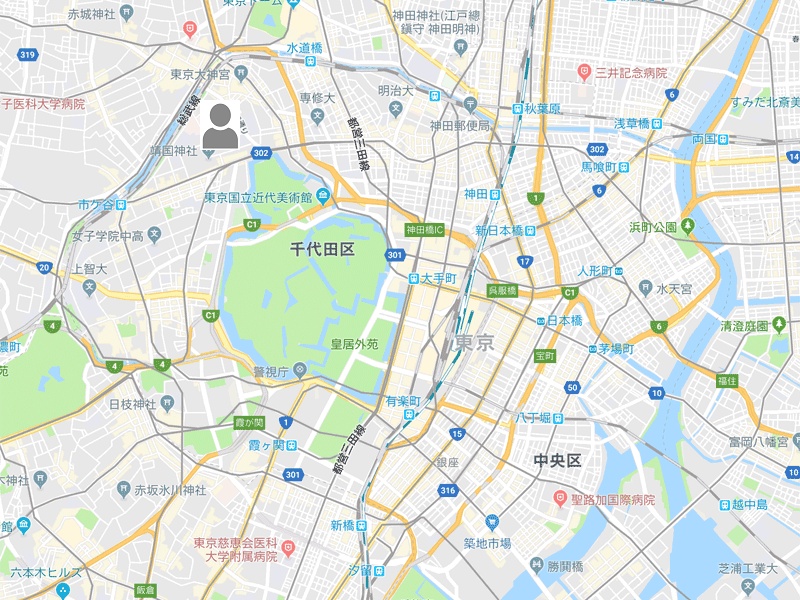 赤城神社
東京ドーム
神田神社(江戸總
鎮守 神田明神)
319
水道橋
東京大神宮
三井記念病院
子医科大学病院
専修大
明治大
6
すみだ北斎美
総武線
通り
都営三田線
神田郵便局
秋葉原
浅草橋
両国
靖国神社
302
302
14
馬喰町
東京国立近代美術館
神田
6
市ケ谷
1
C1
神田橋IC
新日本橋
浜町公園
女子学院中高
千代田区
301
17
20
上智大
大手町
人形町
呉服橋
C1
水天宮
C1
日本橋
4
6
清澄庭園
皇居外苑
東京
濃町
茅場町
苑
宝町
4
4
警視庁
福住
50
10
日枝神社
有楽町
八丁堀
霞が関
1
15
霞ヶ関
都営三田線
富岡八幡宮
銀座
中央区
301
10
木神社
赤坂氷川神社
316
聖路加国際病院
越中島
館
新橋
東京慈恵会医科
大学附属病院
築地市場
勝鬨橋
汐留
芝浦工業大
六本木ヒルズ
飯倉